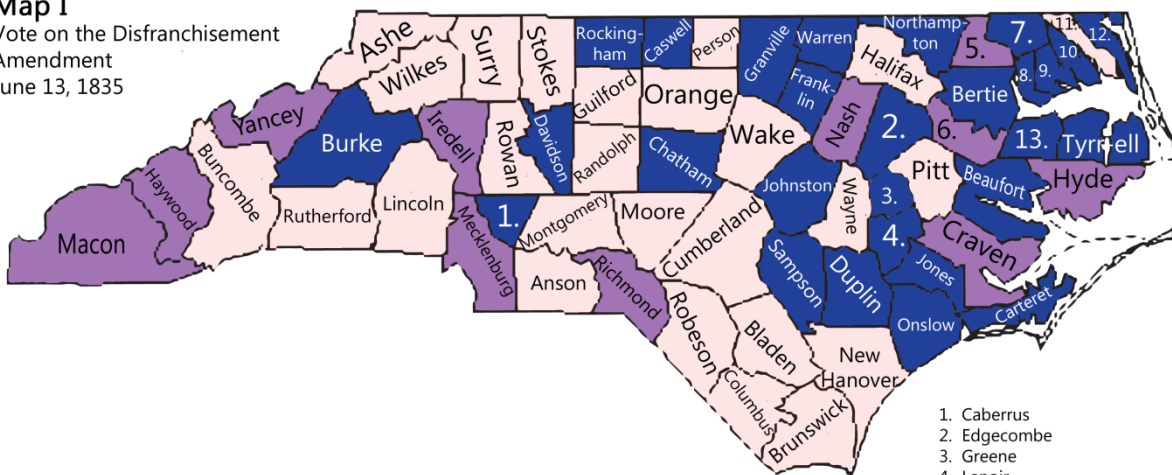 Map I
Vote on the Disfranchisement
Amendment
June 13, 1835
Ashe
Surry
Stokes
Rocking-
ham
Caswell
Person
Granville
Warren
Northamp-
ton
5.
7.
11.
12.
10.
8.
9.
Wilkes
Guilford
Orange
Frank-
lin
Halifax
Bertie
Yancey
Burke
Iredell
Rowan
Davidson
Randolph
Chatham
Wake
Nash
2.
6.
13.
Tyrrell
Buncombe
Haywood
Macon
Rutherford
Lincoln
Mecklenburg
1.
Montgomery
Moore
Cumberland
Johnston
Wayne
3.
Pitt
Beaufort
Hyde
4.
Craven
Anson
Richmond
Robeson
Sampson
Duplin
Jones
Onslow
Carteret
Bladen
Columbus
New
Hanover
Brunswick
1. Caberrus
2. Edgecombe
3. Greene
4. Lenoir